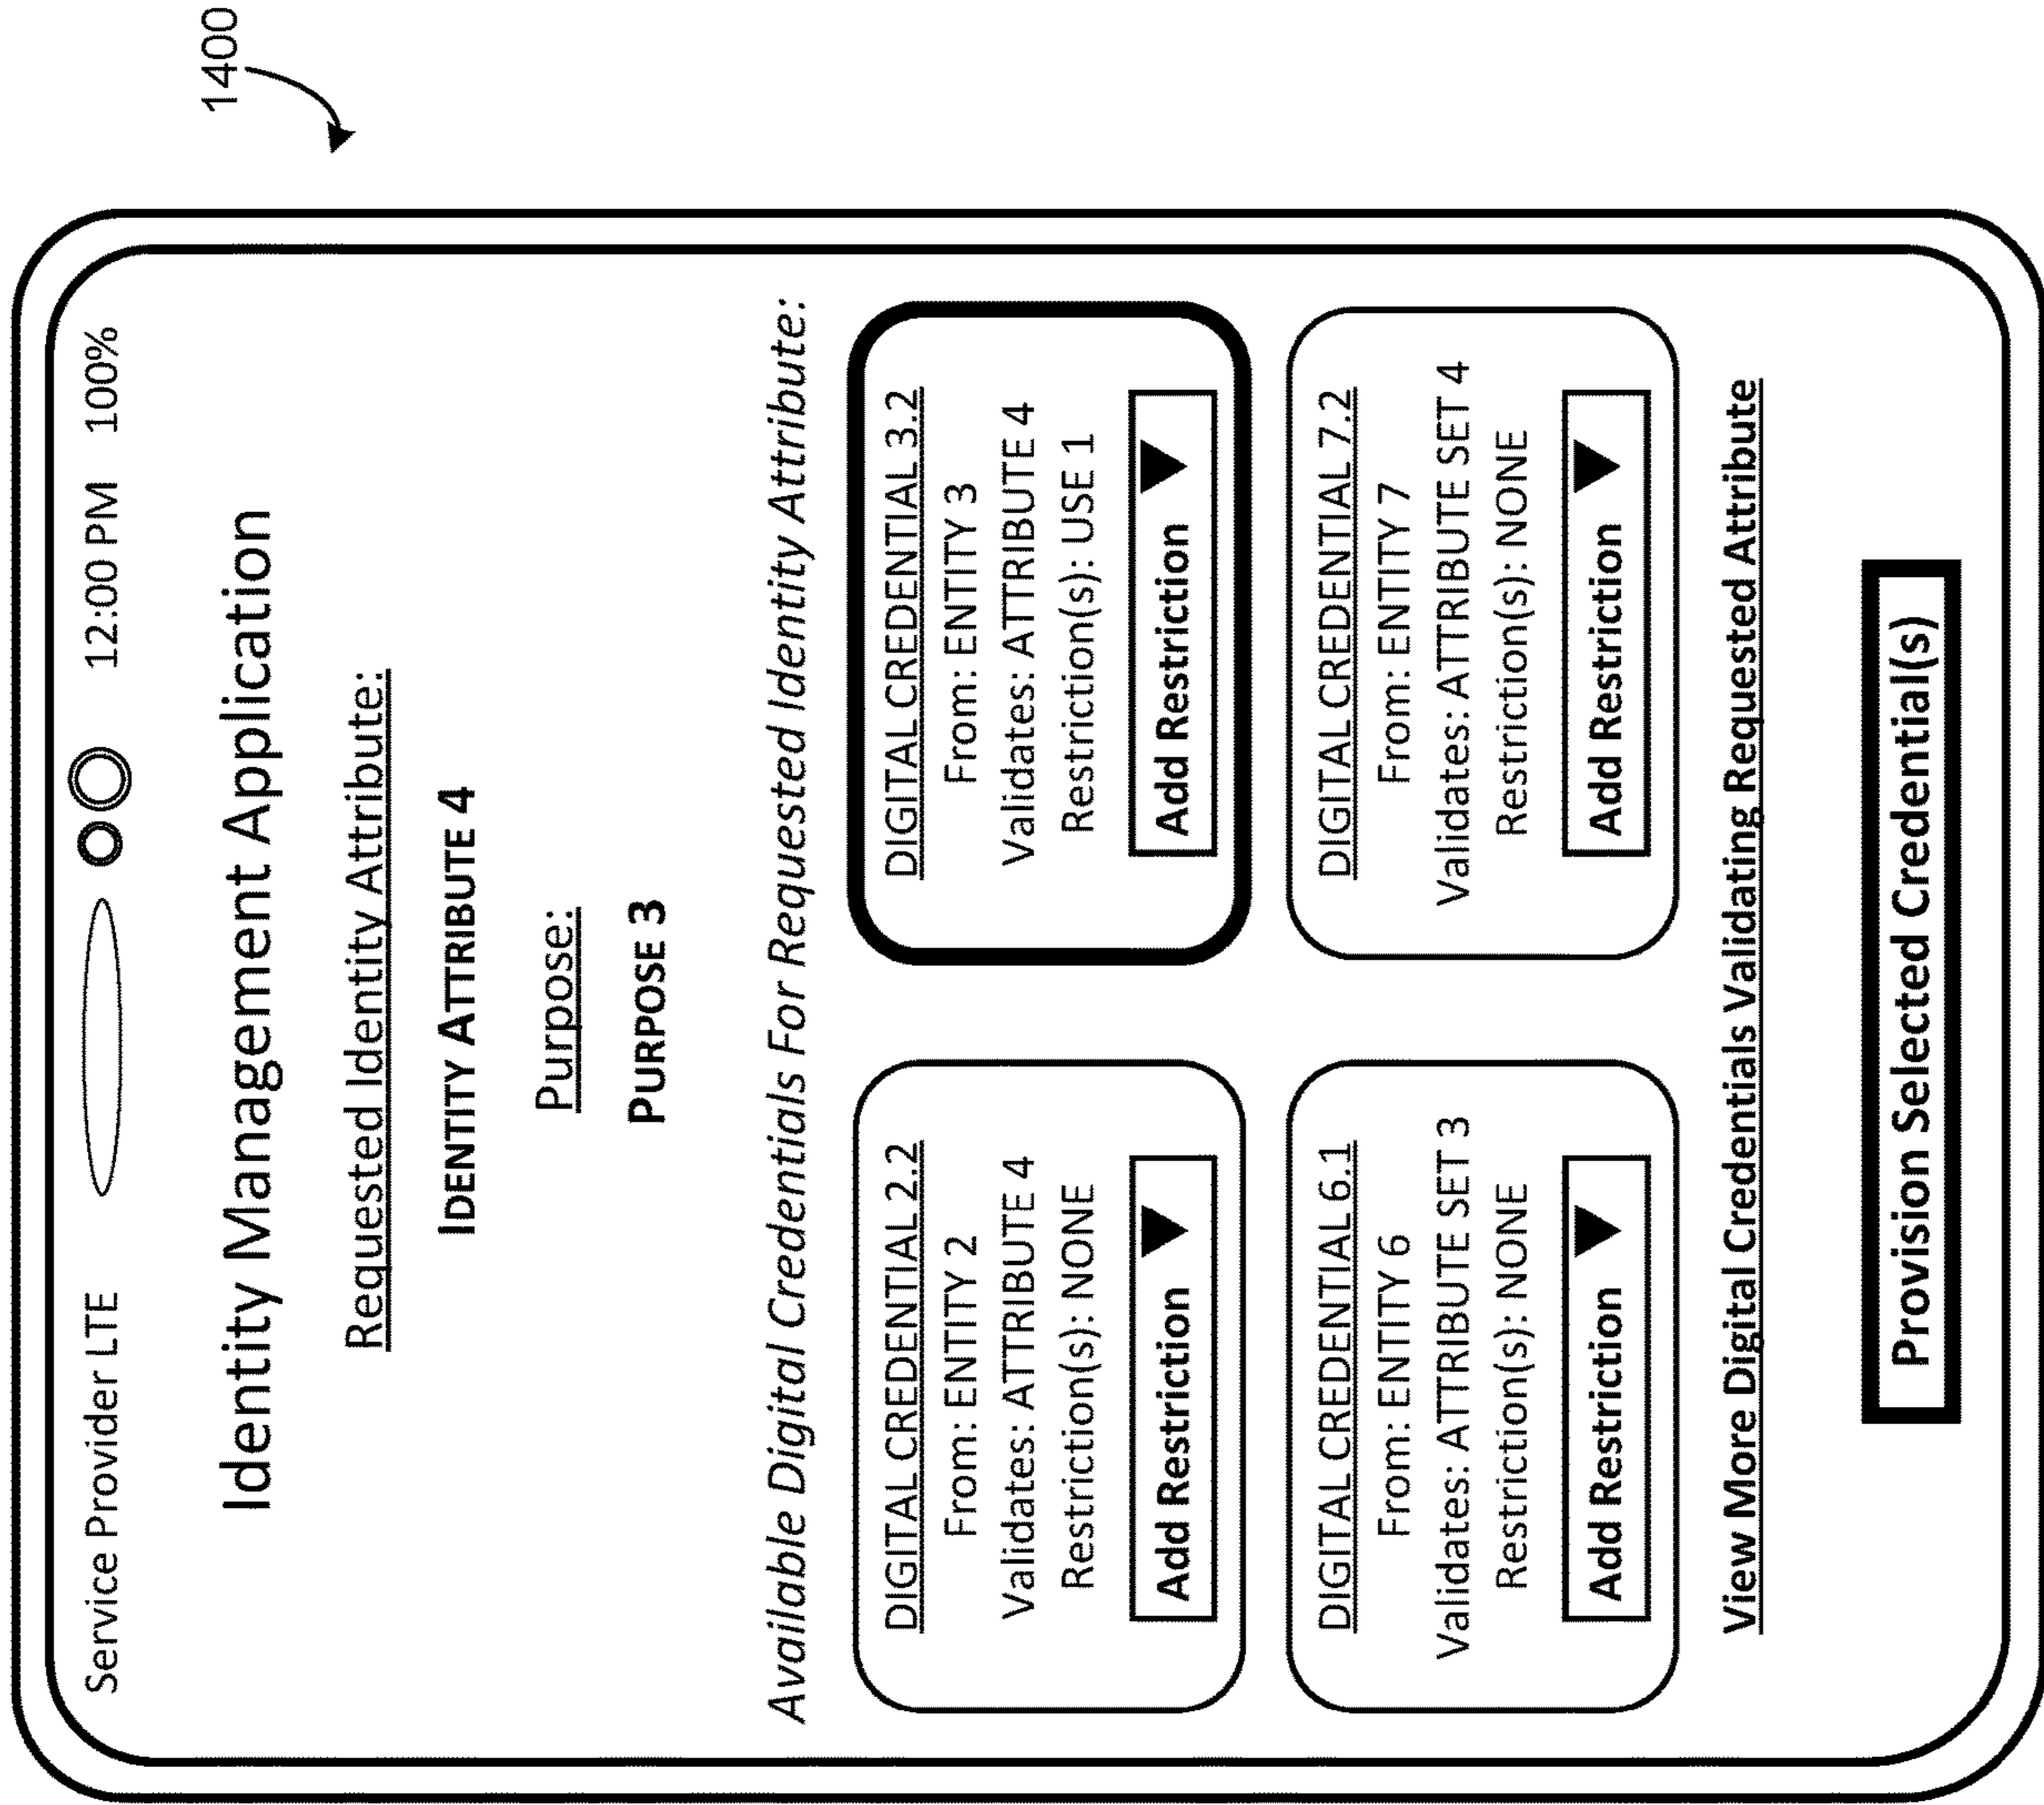 1400
Service Provider LTE 12:00 PM 100%
Identity Management Application
Requested Identity Attribute:
IDENTITY ATTRIBUTE 4
Purpose:
PURPOSE 3
Available Digital Credentials For Requested Identity Attribute:
DIGITAL CREDENTIAL 2.2
From: ENTITY 2
Validates: ATTRIBUTE 4
Restriction(s): NONE
Add Restriction
DIGITAL CREDENTIAL 3.2
From: ENTITY 3
Validates: ATTRIBUTE 4
Restriction(s): USE 1
Add Restriction
DIGITAL CREDENTIAL 6.1
From: ENTITY 6
Validates: ATTRIBUTE SET 3
Restriction(s): NONE
Add Restriction
DIGITAL CREDENTIAL 7.2
From: ENTITY 7
Validates: ATTRIBUTE SET 4
Restriction(s): NONE
Add Restriction
View More Digital Credentials Validating Requested Attribute
Provision Selected Credential(s)